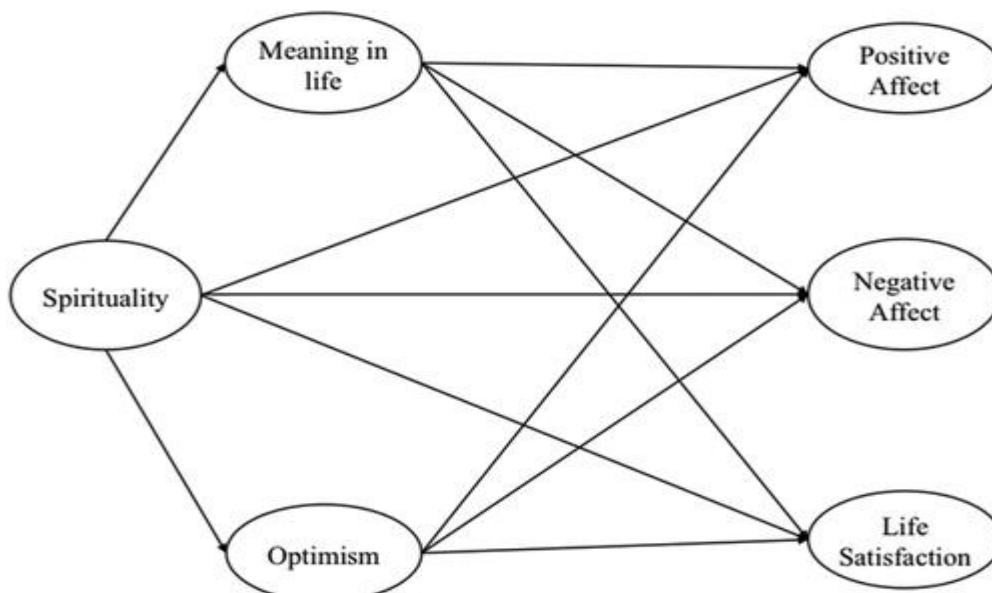 Meaning in
life
Positive
Affect
Spirituality
Negative
Affect
Optimism
Life
Satisfaction